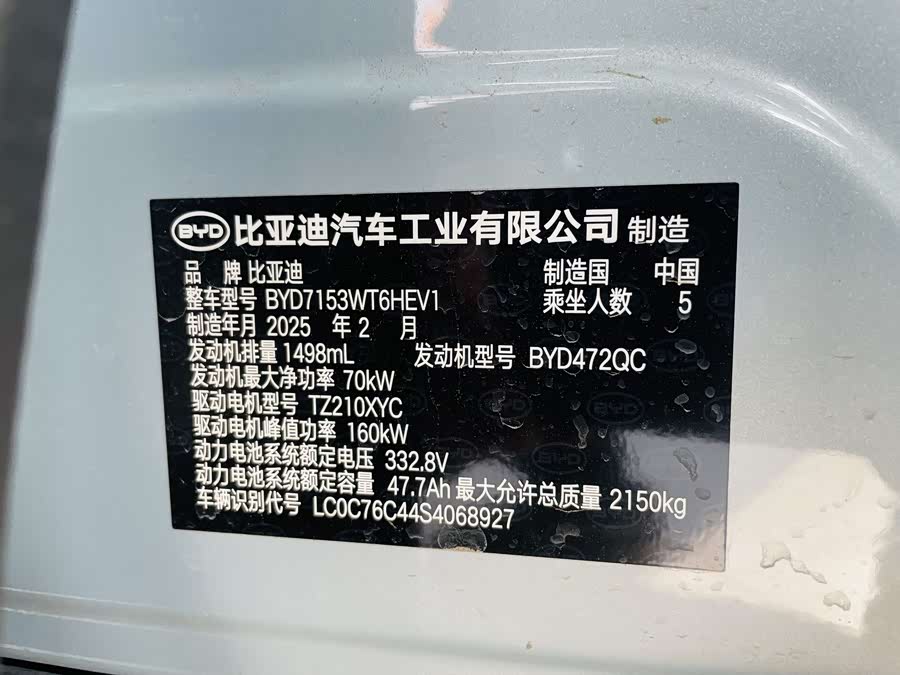 BYD 比亚迪汽车工业有限公司 制造
品 牌 比亚迪 制造国 中国
整车型号 BYD7153WT6HEV1 乘坐人数 5
制造年月 2025 年 2 月
发动机排量 1498mL 发动机型号 BYD472QC
发动机最大净功率 70kW
驱动电机型号 TZ210XYC
驱动电机峰值功率 160kW
动力电池系统额定电压 332.8V
动力电池系统额定容量 47.7Ah 最大允许总质量 2150kg
车辆识别代号 LC0C76C44S4068927